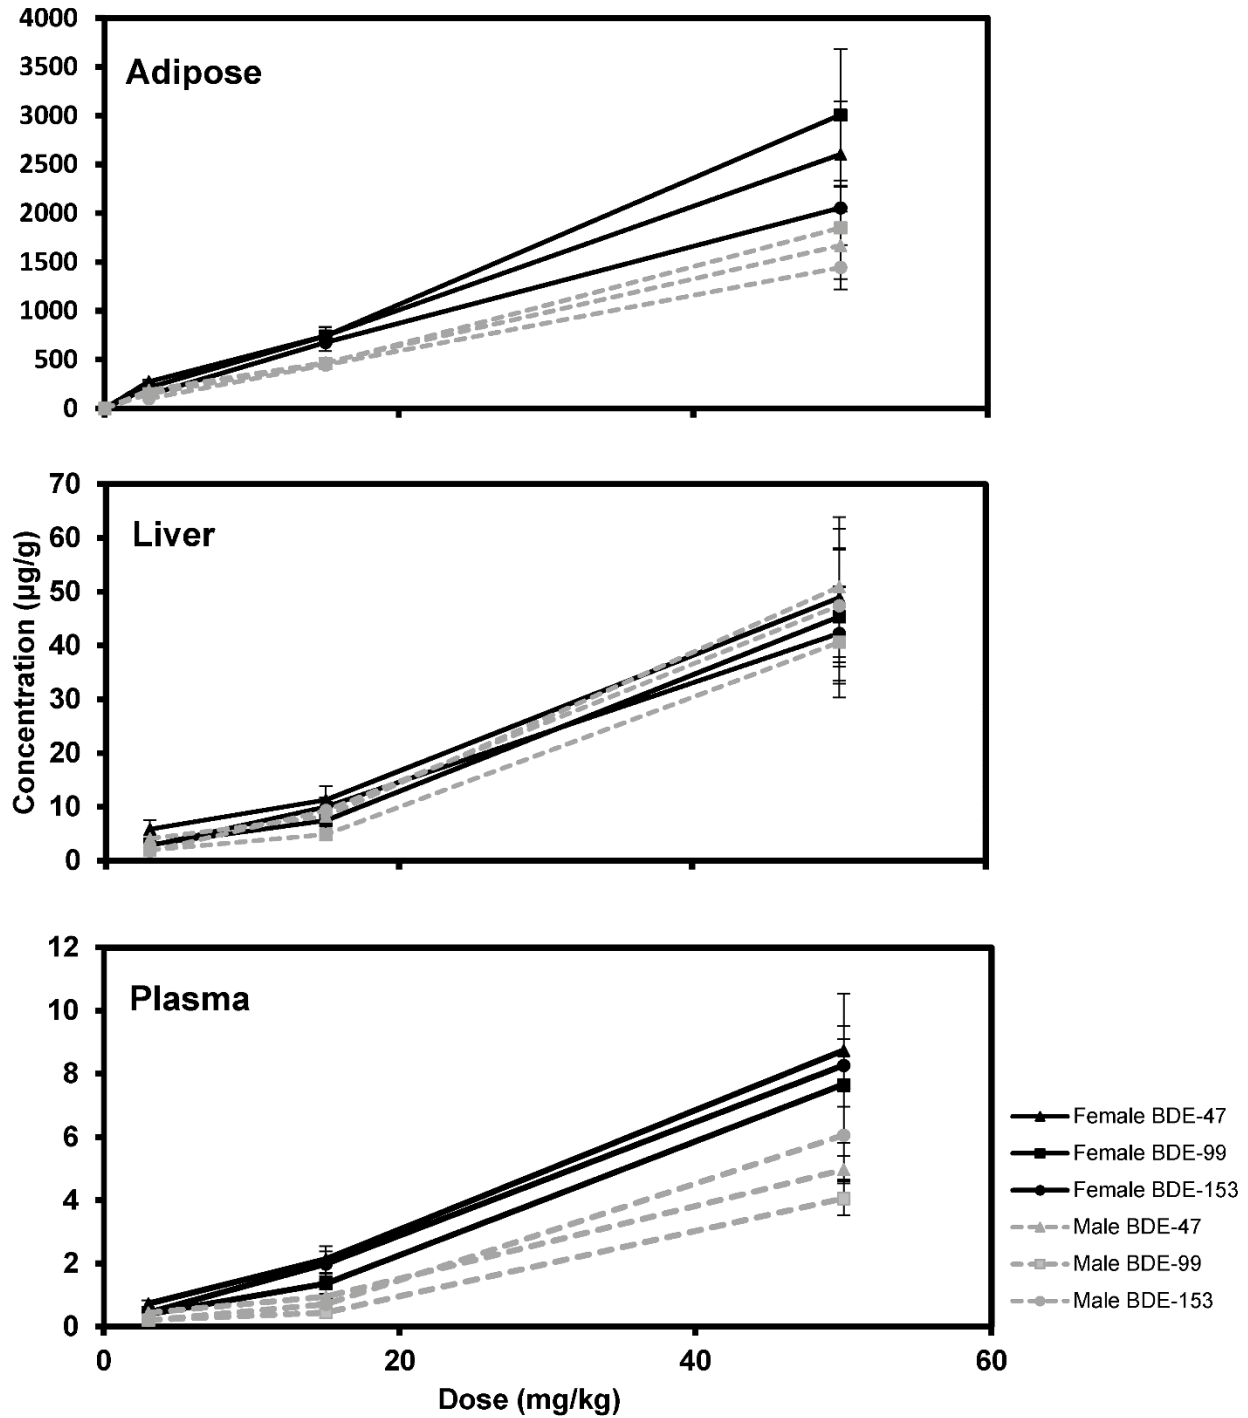 4000
3500
3000
2500
2000
1500
1000
500
0
Adipose
70
60
50
40
30
20
10
0
Liver
Concentration (µg/g)
12
10
8
6
4
2
0
Plasma
0 20 40 60
Dose (mg/kg)
Female BDE-47
Female BDE-99
Female BDE-153
Male BDE-47
Male BDE-99
Male BDE-153